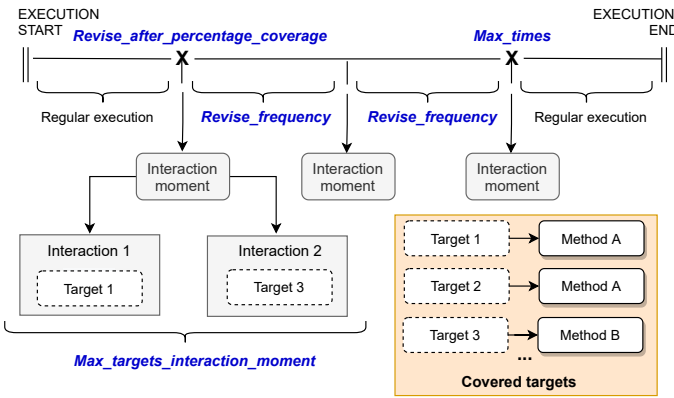 EXECUTION
START
EXECUTION
END
Revise_after_percentage_coverage
Max_times
X
X
Regular execution
Revise_frequency
Revise_frequency
Regular execution
Interaction
moment
Interaction
moment
Interaction
moment
Interaction 1
Target 1
Interaction 2
Target 3
Max_targets_interaction_moment
Target 1
Method A
Target 2
Method A
Target 3
Method B
...
Covered targets